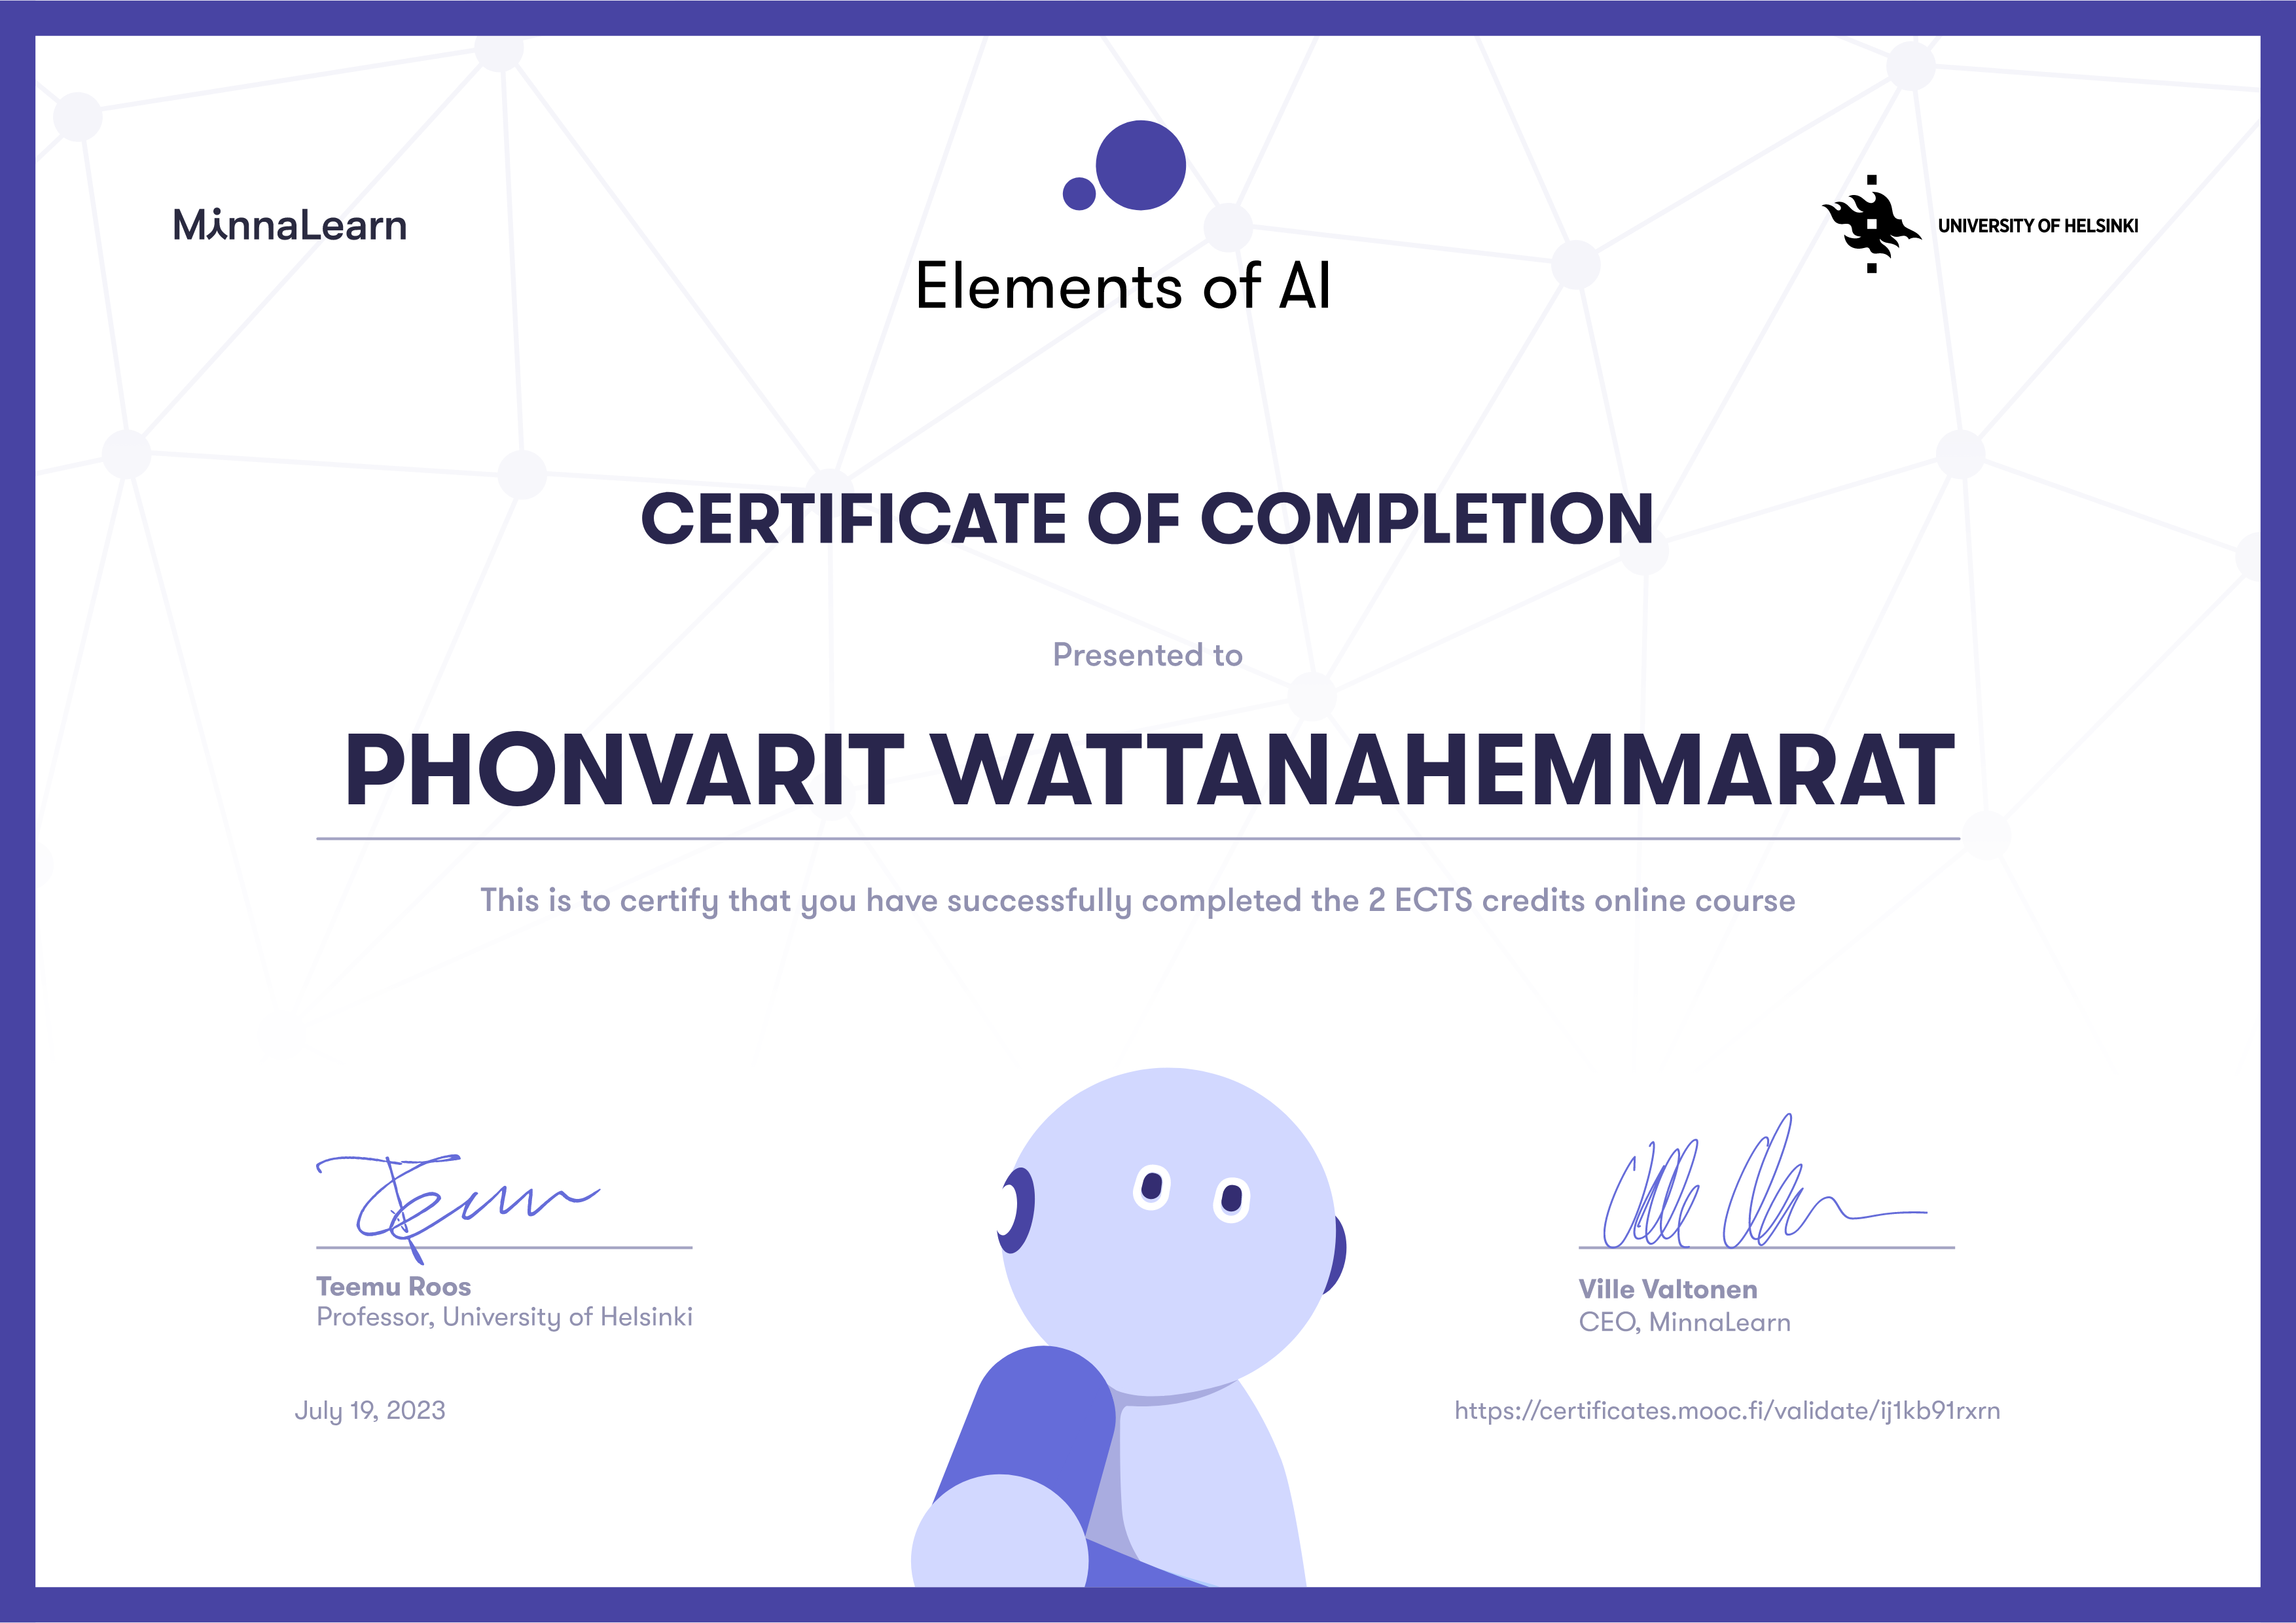 MinnaLearn
Elements of AI
UNIVERSITY OF HELSINKI
CERTIFICATE OF COMPLETION
Presented to
PHONVARIT WATTANAHEMMARAT
This is to certify that you have successfully completed the 2 ECTS credits online course
Teemu Roos
Professor, University of Helsinki
July 19, 2023
Ville Valtonen
CEO, MinnaLearn
https://certificates.mooc.fi/validate/ij1kb91rxrn